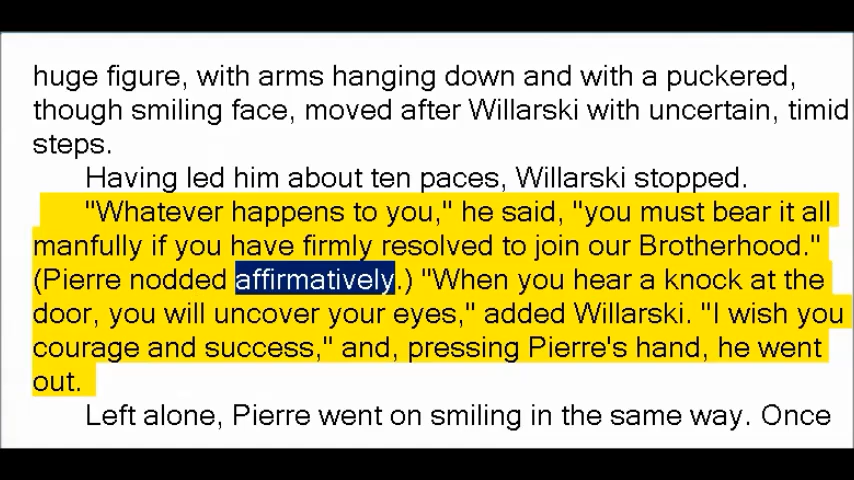 huge figure, with arms hanging down and with a puckered,
though smiling face, moved after Willarski with uncertain, timid
steps.
Having led him about ten paces, Willarski stopped.
"Whatever happens to you," he said, "you must bear it all
manfully if you have firmly resolved to join our Brotherhood."
(Pierre nodded affirmatively.) "When you hear a knock at the
door, you will uncover your eyes," added Willarski. "I wish you
courage and success," and, pressing Pierre's hand, he went
out.
Left alone, Pierre went on smiling in the same way. Once